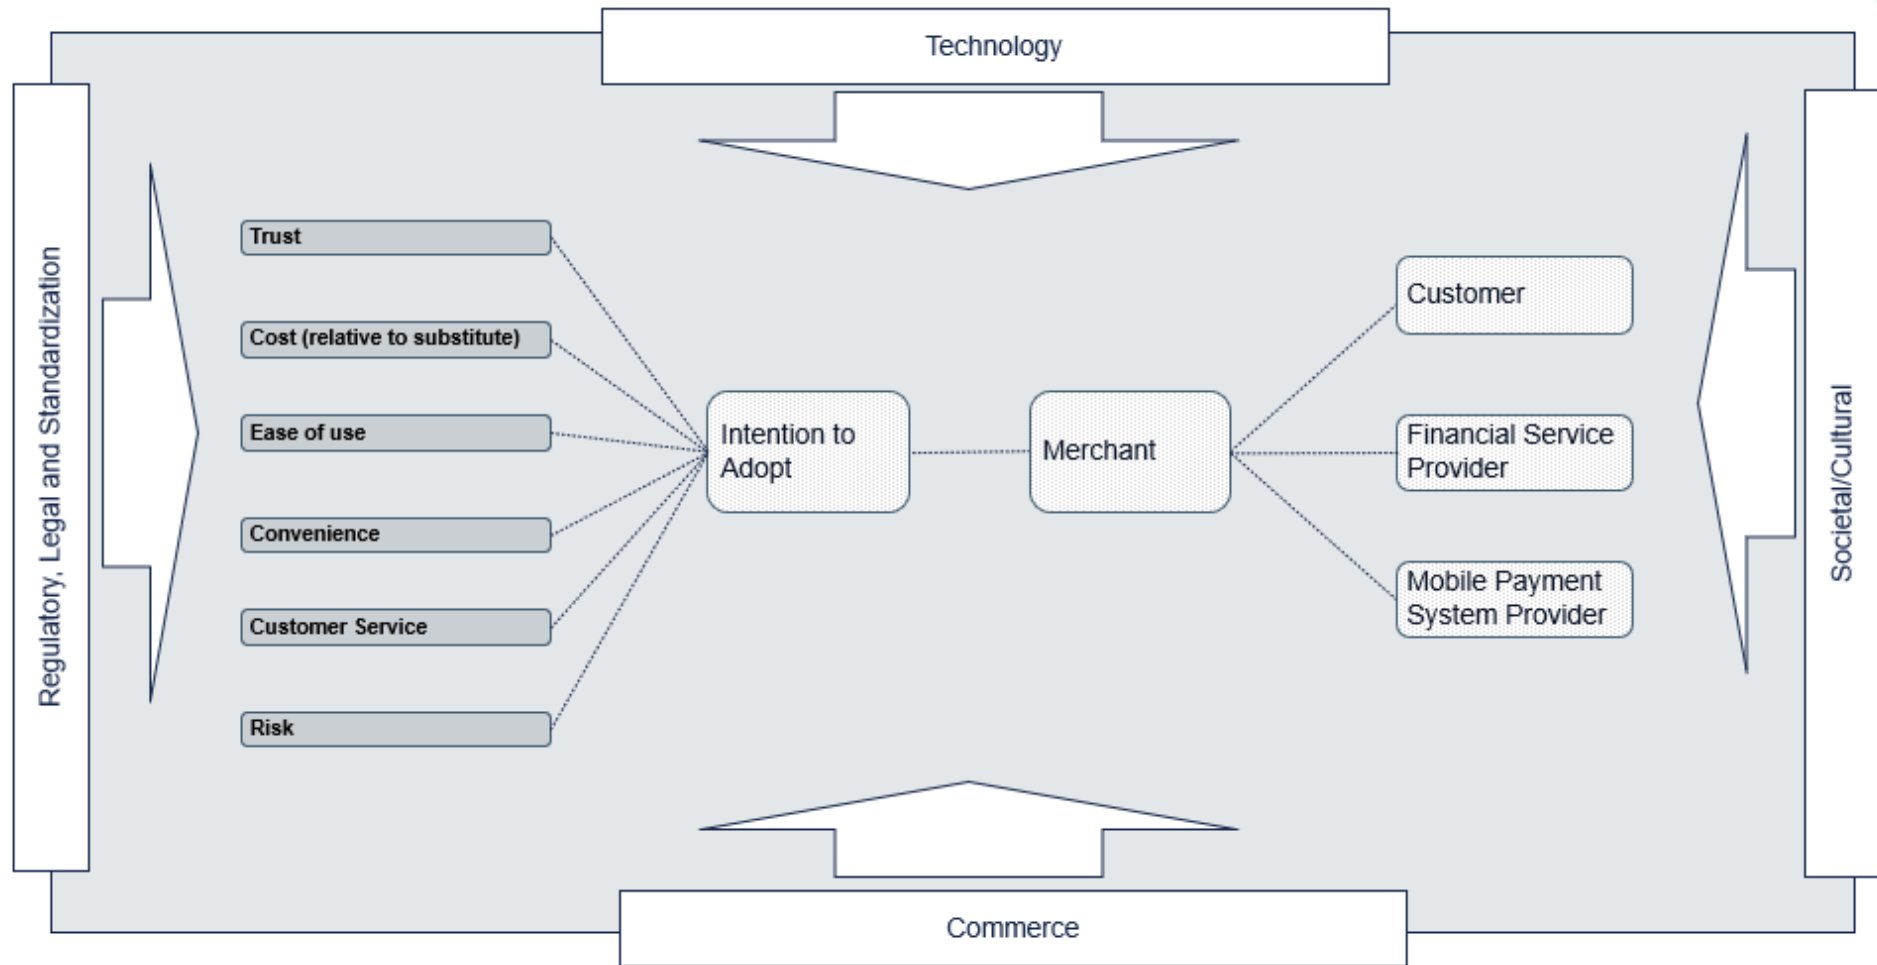 Technology
Regulatory, Legal and Standardization
Trust
Cost (relative to substitute)
Ease of use
Convenience
Customer Service
Risk
Intention to
Adopt
Merchant
Customer
Financial Service
Provider
Mobile Payment
System Provider
Societal/Cultural
Commerce